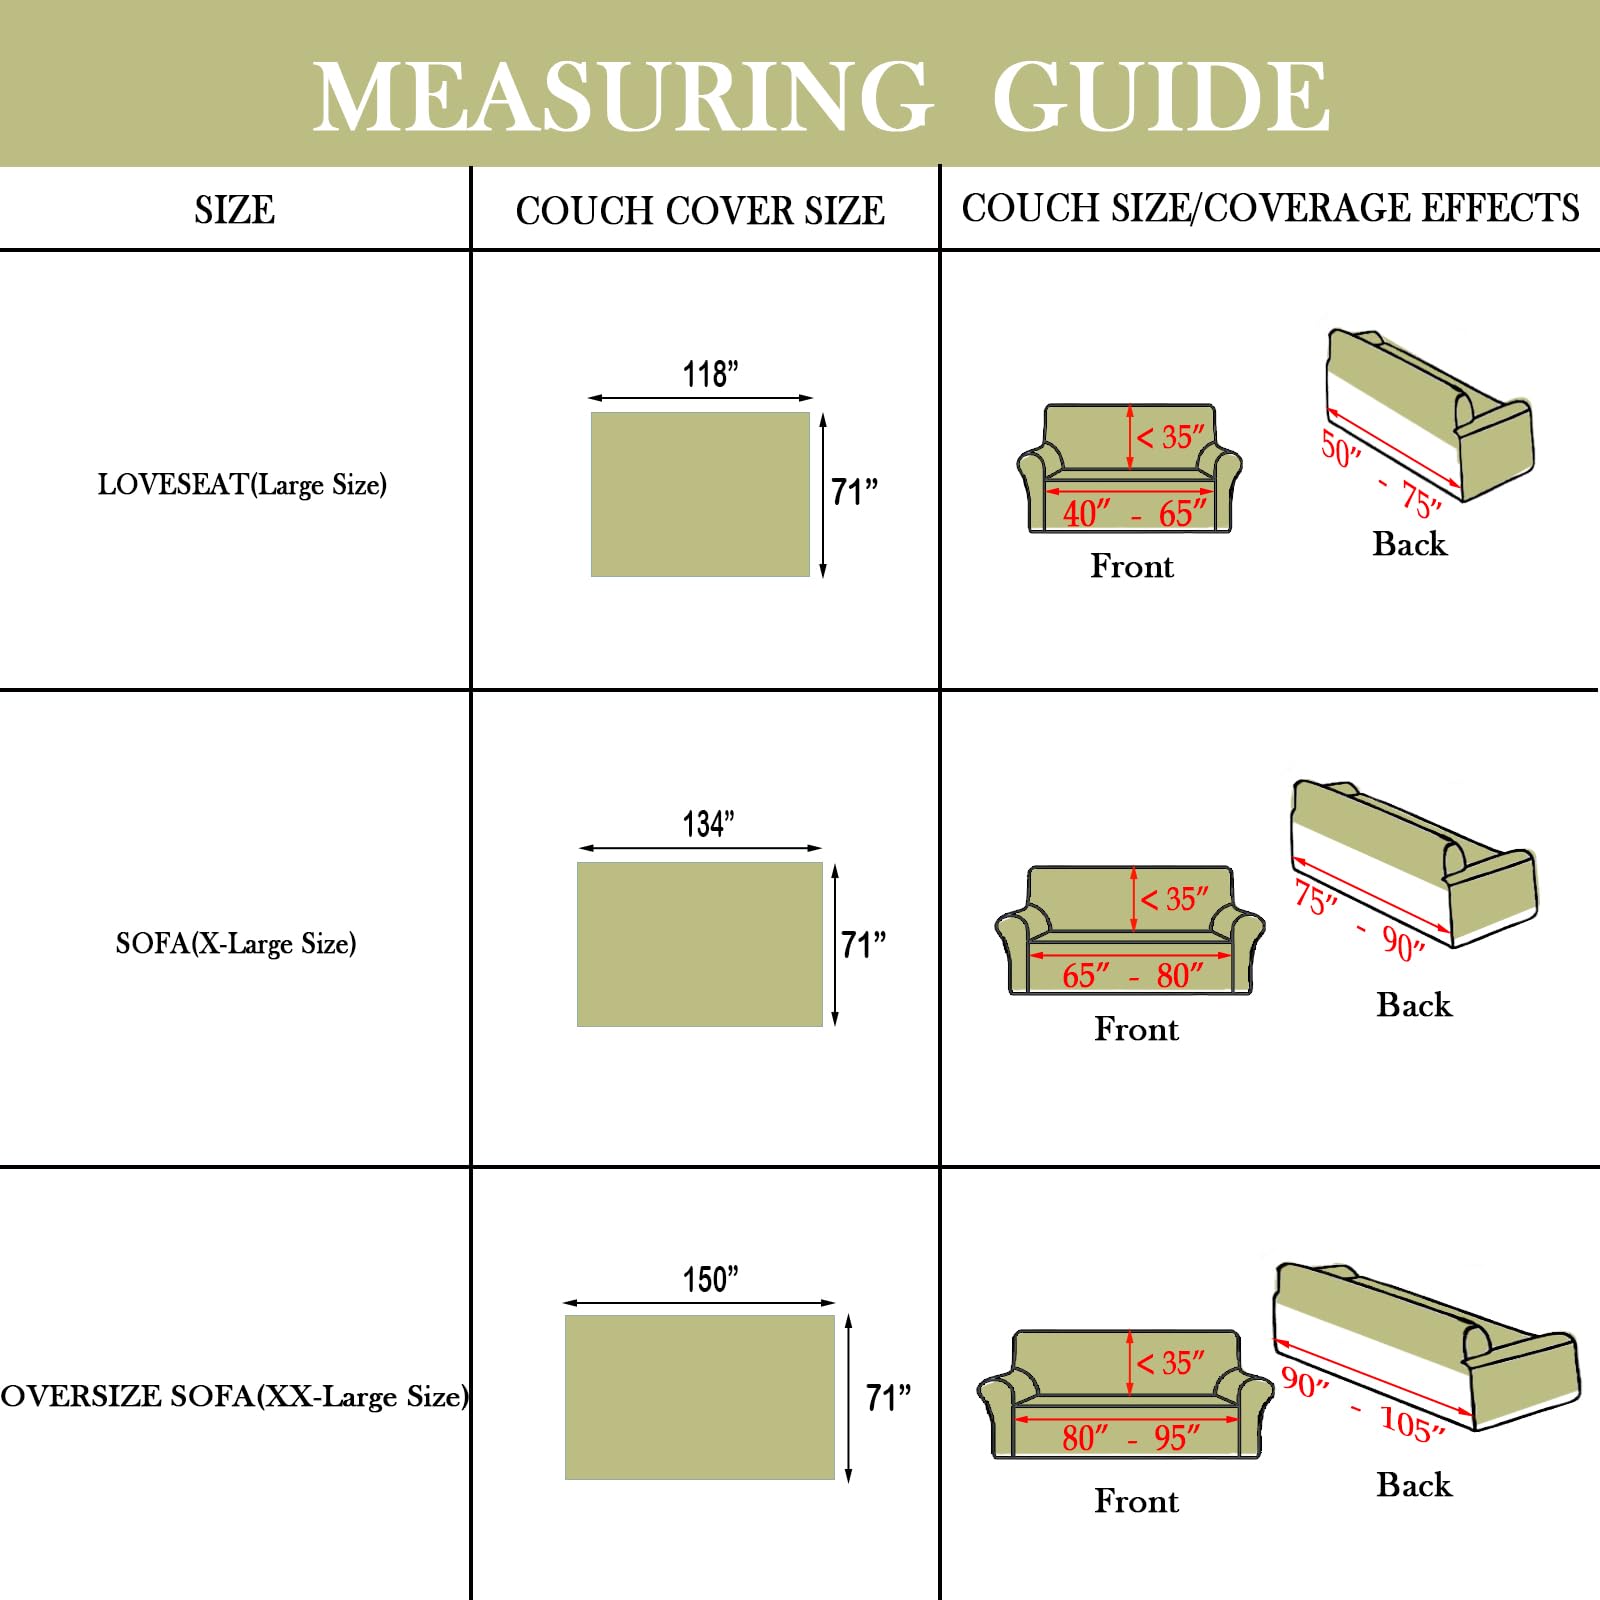 MEASURING GUIDE
SIZE
COUCH COVER SIZE
COUCH SIZE/COVERAGE EFFECTS
LOVESEAT(Large Size)
118”
71”
< 35″
40″ - 65″
Front
50″ - 75″
Back
SOFA(X-Large Size)
134”
71”
< 35″
65″ - 80″
Front
75″ - 90″
Back
OVERSIZE SOFA(XX-Large Size)
150”
71”
< 35″
80″ - 95″
Front
90″ - 105″
Back